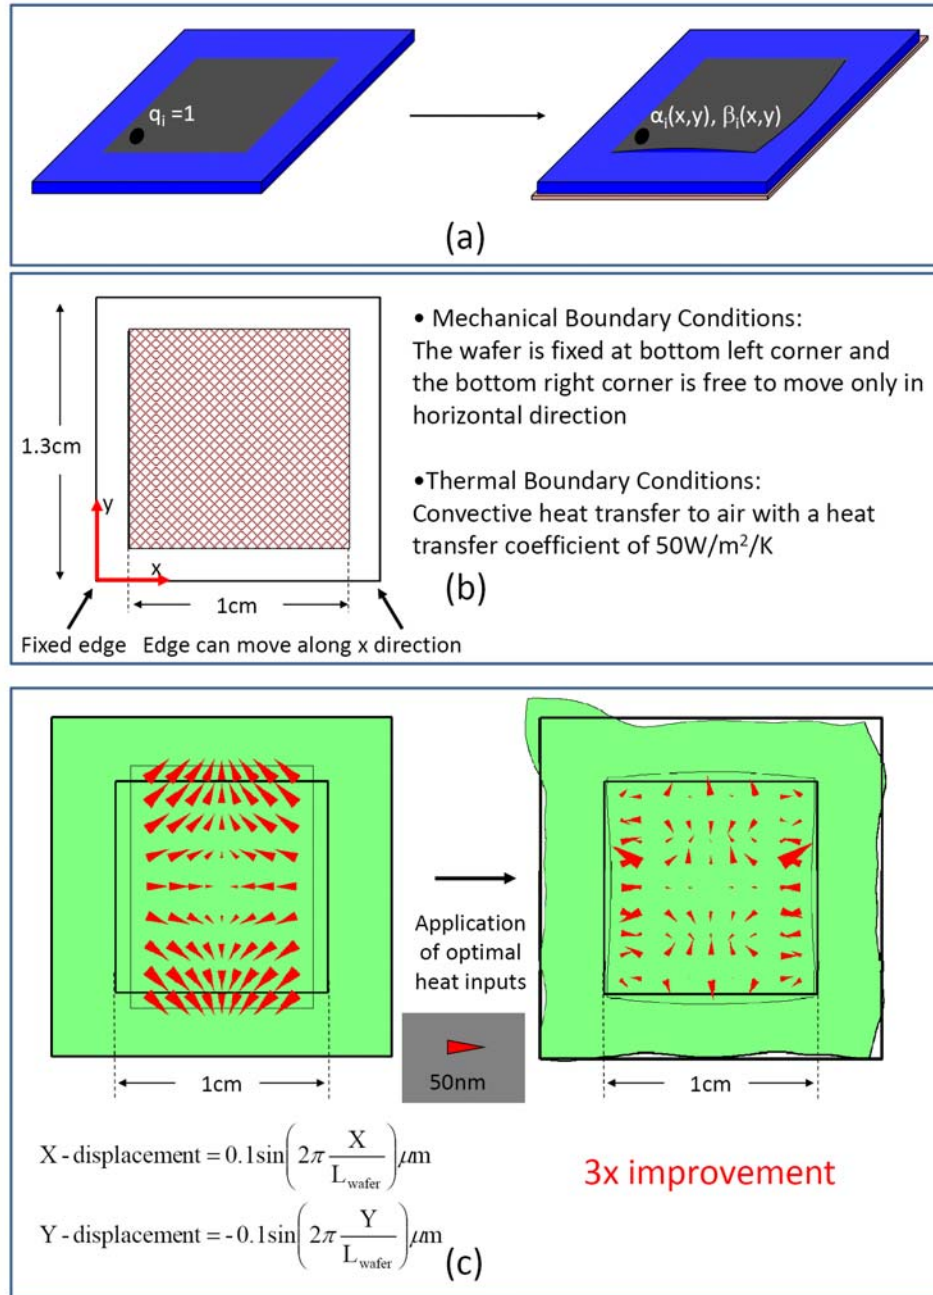 qᵢ =1
αᵢ(x,y), βᵢ(x,y)
(a)
• Mechanical Boundary Conditions:
The wafer is fixed at bottom left corner and
the bottom right corner is free to move only in
horizontal direction
•Thermal Boundary Conditions:
Convective heat transfer to air with a heat
transfer coefficient of 50W/m²/K
1.3cm
y
x
1cm
Fixed edge
Edge can move along x direction
(b)
Application
of optimal
heat inputs
50nm
1cm
1cm
X - displacement = 0.1sin(2π X/L_wafer) μm
Y - displacement = - 0.1sin(2π Y/L_wafer) μm
3x improvement
(c)